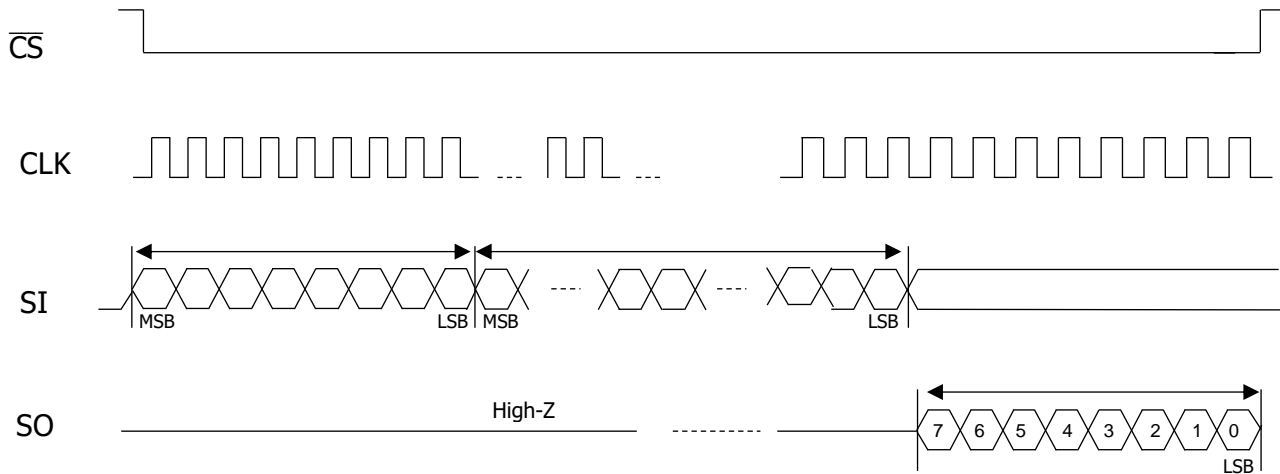 CS
CLK
SI
MSB LSB MSB LSB
High-Z
SO
7 6 5 4 3 2 1 0
LSB